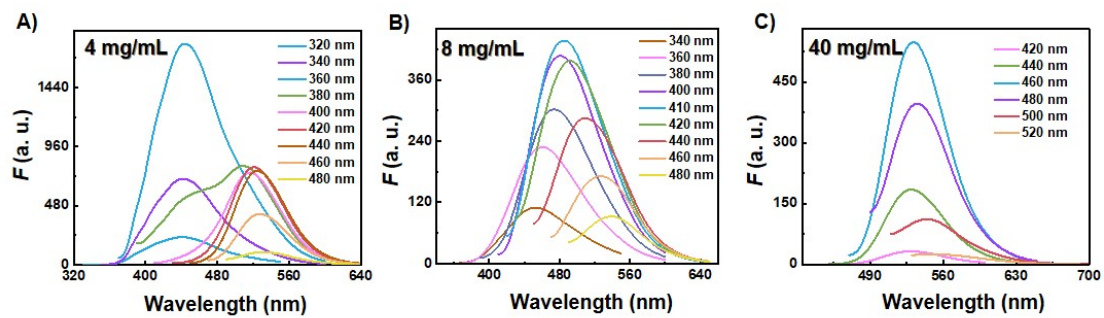 A)
4 mg/mL
320 nm
340 nm
360 nm
380 nm
400 nm
420 nm
440 nm
460 nm
480 nm
F (a. u.)
1440
960
480
0
320 400 480 560 640
Wavelength (nm)
B)
8 mg/mL
340 nm
360 nm
380 nm
400 nm
410 nm
420 nm
440 nm
460 nm
480 nm
F (a. u.)
360
240
120
0
400 480 560 640
Wavelength (nm)
C)
40 mg/mL
420 nm
440 nm
460 nm
480 nm
500 nm
520 nm
F (a. u.)
450
300
150
0
490 560 630 700
Wavelength (nm)